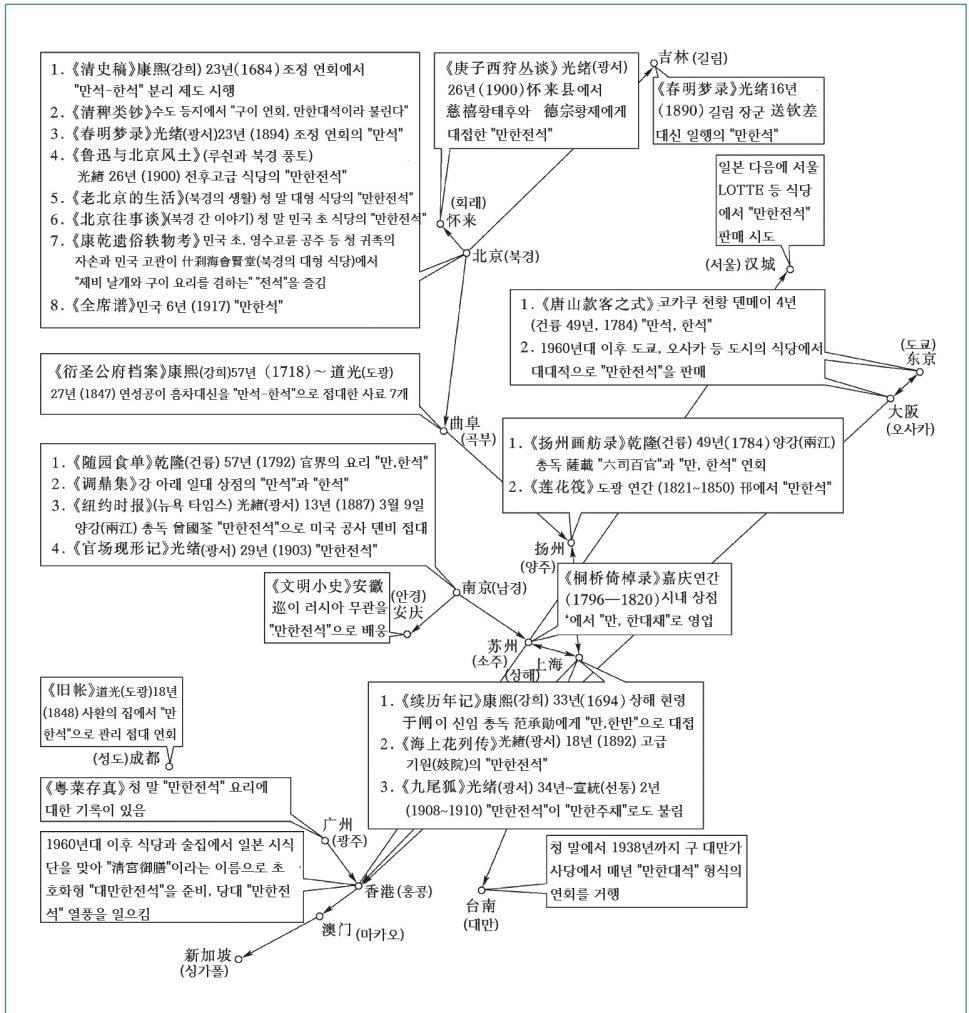 1. 《清史稿》康熙(강희) 23년(1684) 조정 연회에서
"만석-한석" 분리 제도 시행
2. 《清稗类钞》수도 등지에서 "구이 연회, 만한대석이라 불린다"
3. 《春明梦录》光绪(광서)23년 (1894) 조정 연회의 "만석"
4. 《鲁迅与北京风土》(루쉰과 북경 풍토)
光緖 26년 (1900) 전후고급 식당의 "만한전석"
5. 《老北京的生活》(북경의 생활) 청 말 대형 식당의 "만한전석"
6. 《北京往事谈》(북경 간 이야기) 청 말 민국 초 식당의 "만한전석"
7. 《康乾遗俗轶物考》민국 초, 영수고륜 공주 등 청 귀족의
자손과 민국 고관이 什刹海會賢堂(북경의 대형 식당)에서
"제비 날개와 구이 요리를 겸하는" "전석"을 즐김
8. 《全席谱》민국 6년 (1917) "만한석"
《庚子西狩丛谈》光绪(광서)
26년 (1900) 怀来县에서
慈禧황태후와 德宗황제에게
대접한 "만한전석"
吉林(길림)
《春明梦录》光绪16년
(1890) 길림 장군 送钦差
대신 일행의 "만한석"
일본 다음에 서울
LOTTE 등 식당
에서 "만한전석"
판매 시도
(회래)
怀来
北京(북경)
(서울) 汉城
1. 《唐山款客之式》코카쿠 천황 덴메이 4년
(건륭 49년, 1784) "만석, 한석"
2. 1960년대 이후 도쿄, 오사카 등 도시의 식당에서
대대적으로 "만한전석"을 판매
(도쿄)
东京
大阪
(오사카)
《衍圣公府档案》康熙(강희)57년 (1718) ~ 道光(도광)
27년 (1847) 연성공이 흠차대신을 "만석-한석"으로 접대한 사료 7개
曲阜
(곡부)
1. 《扬州画舫录》乾隆(건륭) 49년(1784) 양강(兩江)
총독 薩載 "六司百官"과 "만, 한석" 연회
2. 《莲花筏》도광 연간 (1821~1850) 邗에서 "만한석"
1. 《随园食单》乾隆(건륭) 57년 (1792) 官界의 요리 "만,한석"
2. 《调鼎集》강 아래 일대 상점의 "만석"과 "한석"
3. 《纽约时报》(뉴욕 타임스) 光緖(광서) 13년 (1887) 3월 9일
양강(兩江) 총독 曾國荃 "만한전석"으로 미국 공사 덴비 접대
4. 《官场现形记》光绪(광서) 29년 (1903) "만한전석"
扬州
(양주)
《桐桥倚棹录》嘉庆연간
(1796—1820) 시내 상점
'에서 "만, 한대채"로 영업
《文明小史》安徽
巡이 러시아 무관을
"만한전석"으로 배웅
(안경)
安庆
南京(남경)
苏州
(소주)
上海
(상해)
《旧帐》道光(도광)18년
(1848) 사환의 집에서 "만
한석"으로 관리 접대 연회
(성도)成都
1. 《续历年记》康熙(강희) 33년(1694) 상해 현령
于闸이 신임 총독 范承勋에게 "만,한반"으로 대접
2. 《海上花列传》光緖(광서) 18년 (1892) 고급
기원(妓院)의 "만한전석"
3. 《九尾狐》光绪(광서) 34년~宣統(선통) 2년
(1908~1910) "만한전석"이 "만한주채"로도 불림
《粤菜存真》청 말 "만한전석" 요리에
대한 기록이 있음
广州
(광주)
1960년대 이후 식당과 술집에서 일본 시식
단을 맞아 "清宮御膳"이라는 이름으로 초
호화형 "대만한전석"을 준비, 당대 "만한전
석" 열풍을 일으킴
香港(홍콩)
청 말에서 1938년까지 구 대만가
사당에서 매년 "만한대석" 형식의
연회를 거행
台南
(대만)
澳门 (마카오)
新加坡
(싱가폴)